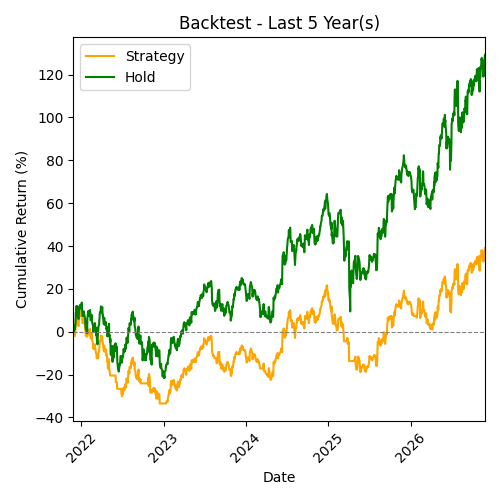 Backtest - Last 5 Year(s)
Strategy
Hold
Cumulative Return (%)
120
100
80
60
40
20
0
−20
−40
2022
2023
2024
2025
2026
Date